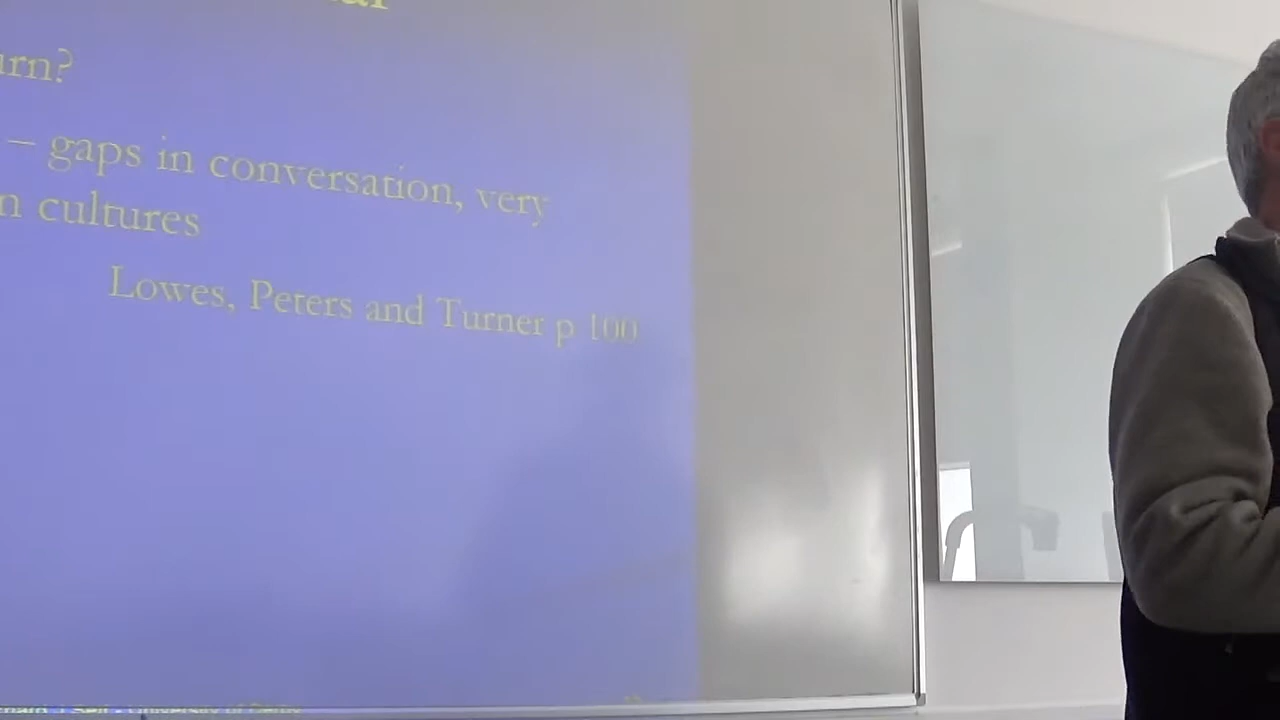 urn?
– gaps in conversation, very
n cultures
Lowes, Peters and Turner p 100